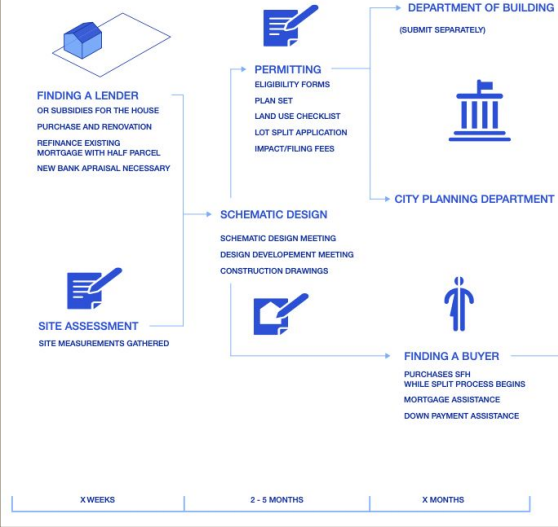 DEPARTMENT OF BUILDING
(SUBMIT SEPARATELY)
PERMITTING
ELIGIBILITY FORMS
PLAN SET
LAND USE CHECKLIST
LOT SPLIT APPLICATION
IMPACT/FILING FEES
FINDING A LENDER
OR SUBSIDIES FOR THE HOUSE
PURCHASE AND RENOVATION
REFINANCE EXISTING
MORTGAGE WITH HALF PARCEL
NEW BANK APRAISAL NECESSARY
CITY PLANNING DEPARTMENT
SCHEMATIC DESIGN
SCHEMATIC DESIGN MEETING
DESIGN DEVELOPEMENT MEETING
CONSTRUCTION DRAWINGS
SITE ASSESSMENT
SITE MEASUREMENTS GATHERED
FINDING A BUYER
PURCHASES SFH
WHILE SPLIT PROCESS BEGINS
MORTGAGE ASSISTANCE
DOWN PAYMENT ASSISTANCE
X WEEKS
2 - 5 MONTHS
X MONTHS